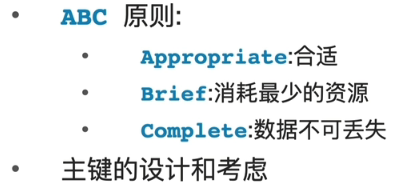 • ABC 原则:
• Appropriate:合适
• Brief:消耗最少的资源
• Complete:数据不可丢失
• 主键的设计和考虑